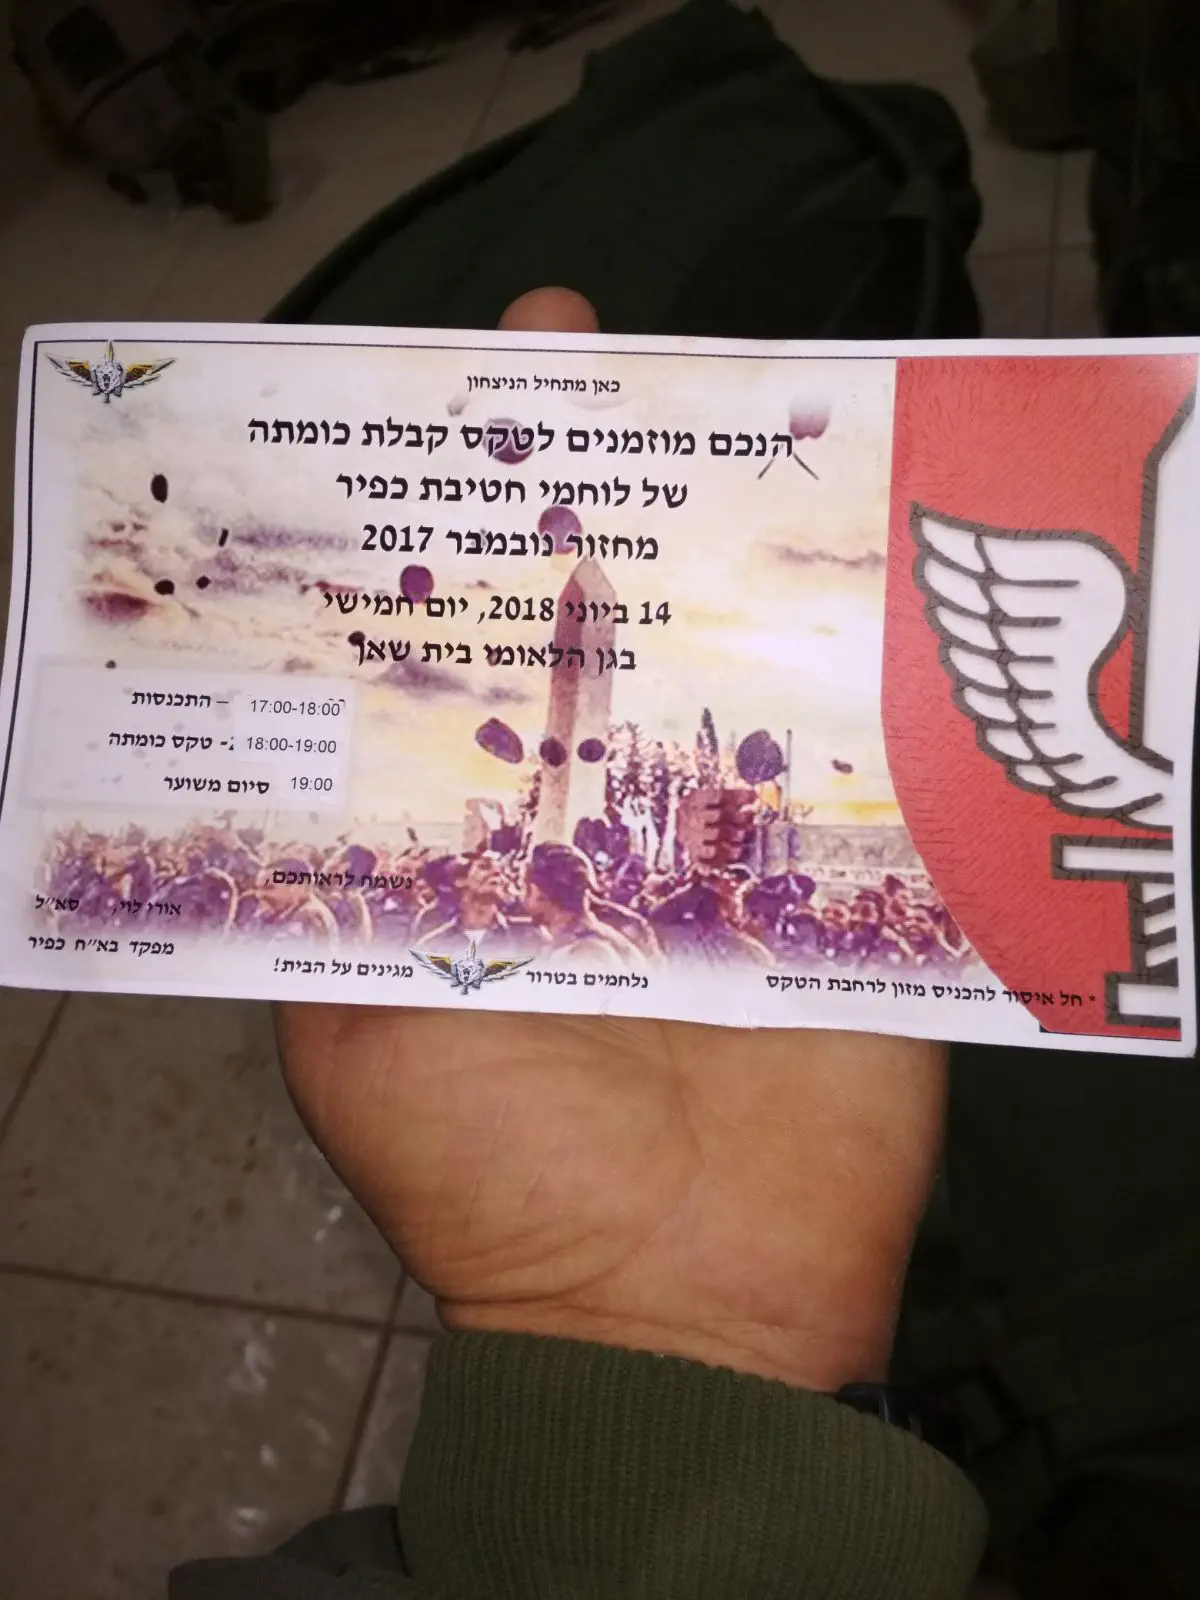 כאן מתחיל הניצחון
הנכם מוזמנים לטקס קבלת כומתה
של לוחמי חטיבת כפיר
מחזור נובמבר 2017
14 ביוני 2018, יום חמישי
בגן הלאומי בית שאן
17:00-18:00 – התכנסות
18:00-19:00 - טקס כומתה
19:00 סיום משוער
נשמח לראותכם,
אורי לוי, סא״ל
מפקד בא״ח כפיר
נלחמים בטרור מגינים על הבית!
* חל איסור להכניס מזון לרחבת הטקס